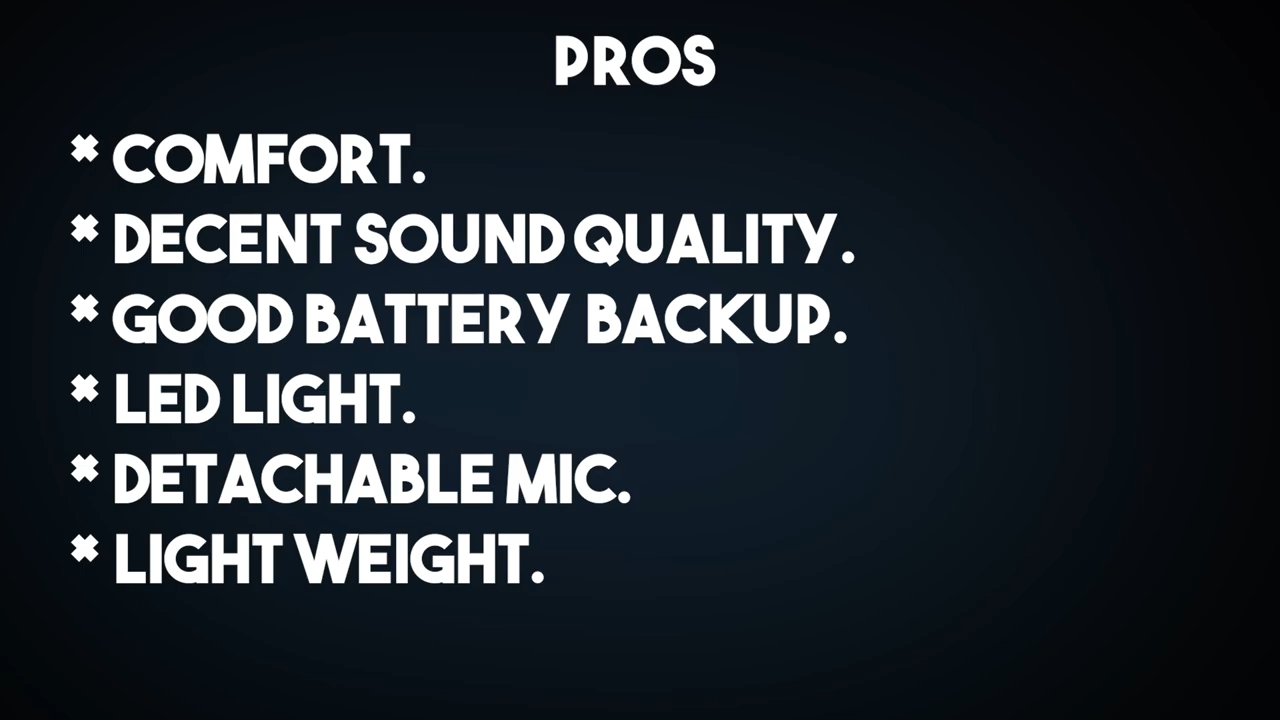 PROS
* COMFORT.
* DECENT SOUND QUALITY.
* GOOD BATTERY BACKUP.
* LED LIGHT.
* DETACHABLE MIC.
* LIGHT WEIGHT.